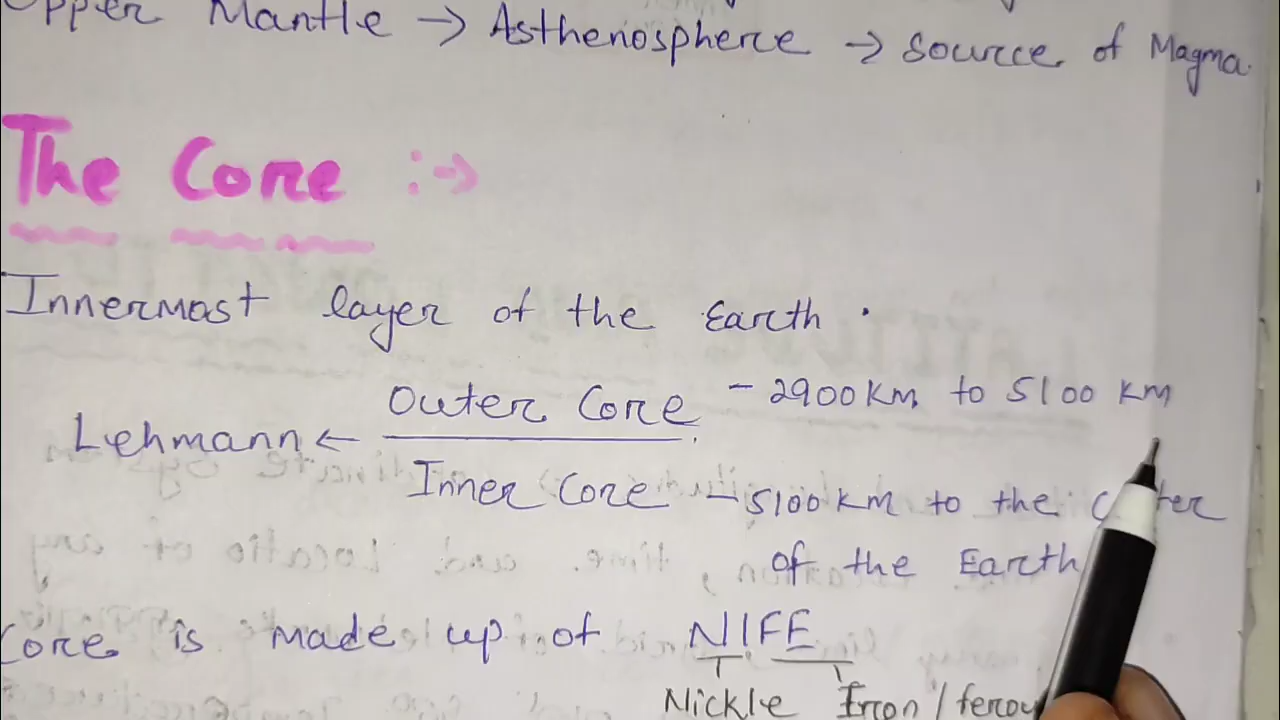 Upper Mantle → Asthenosphere → Source of Magma.
The Core :→
Innermost layer of the Earth.
Outer Core - 2900 Km to 5100 Km
Lehmann ←
Inner Core - 5100 Km to the
of the Earth
Core is made up of NIFE
Nickle Iron /